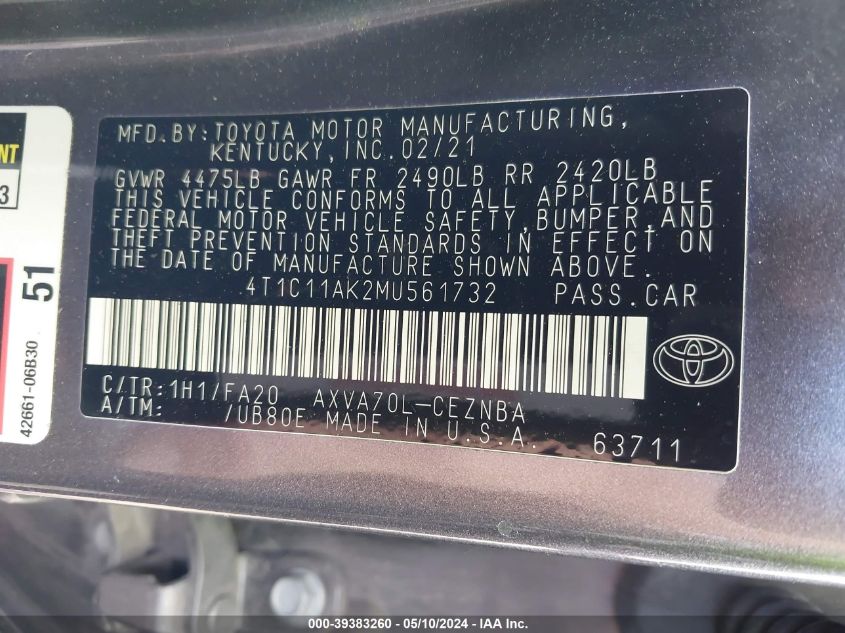 MFD. BY: TOYOTA MOTOR MANUFACTURING,
KENTUCKY, INC. 02/21
GVWR 4475LB GAWR FR 2490LB RR 2420LB
THIS VEHICLE CONFORMS TO ALL APPLICABLE
FEDERAL MOTOR VEHICLE SAFETY, BUMPER, AND
THEFT PREVENTION STANDARDS IN EFFECT ON
THE DATE OF MANUFACTURE SHOWN ABOVE.
4T1C11AK2MU561732 PASS. CAR
C/TR: 1H1/FA20 AXVA70L-CEZNBA
A/TM: /UB80E MADE IN U.S.A. 63711
NT
3
51
42661-06B30
000-39383260 - 05/10/2024 - IAA Inc.